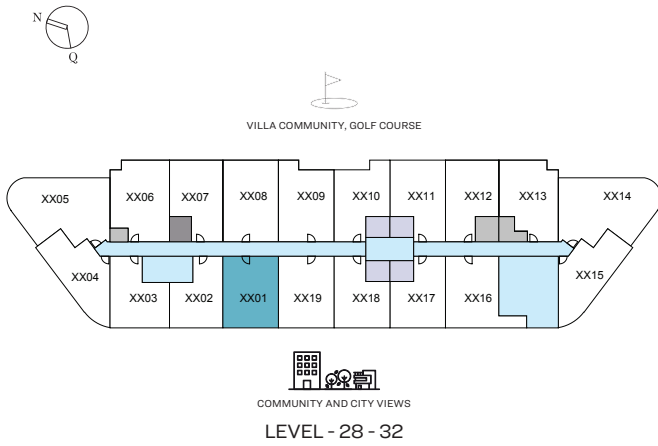 N
Q
VILLA COMMUNITY, GOLF COURSE
XX05
XX06
XX07
XX08
XX09
XX10
XX11
XX12
XX13
XX14
XX04
XX03
XX02
XX01
XX19
XX18
XX17
XX16
XX15
COMMUNITY AND CITY VIEWS
LEVEL - 28 - 32